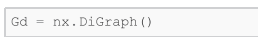 Gd = nx.DiGraph()